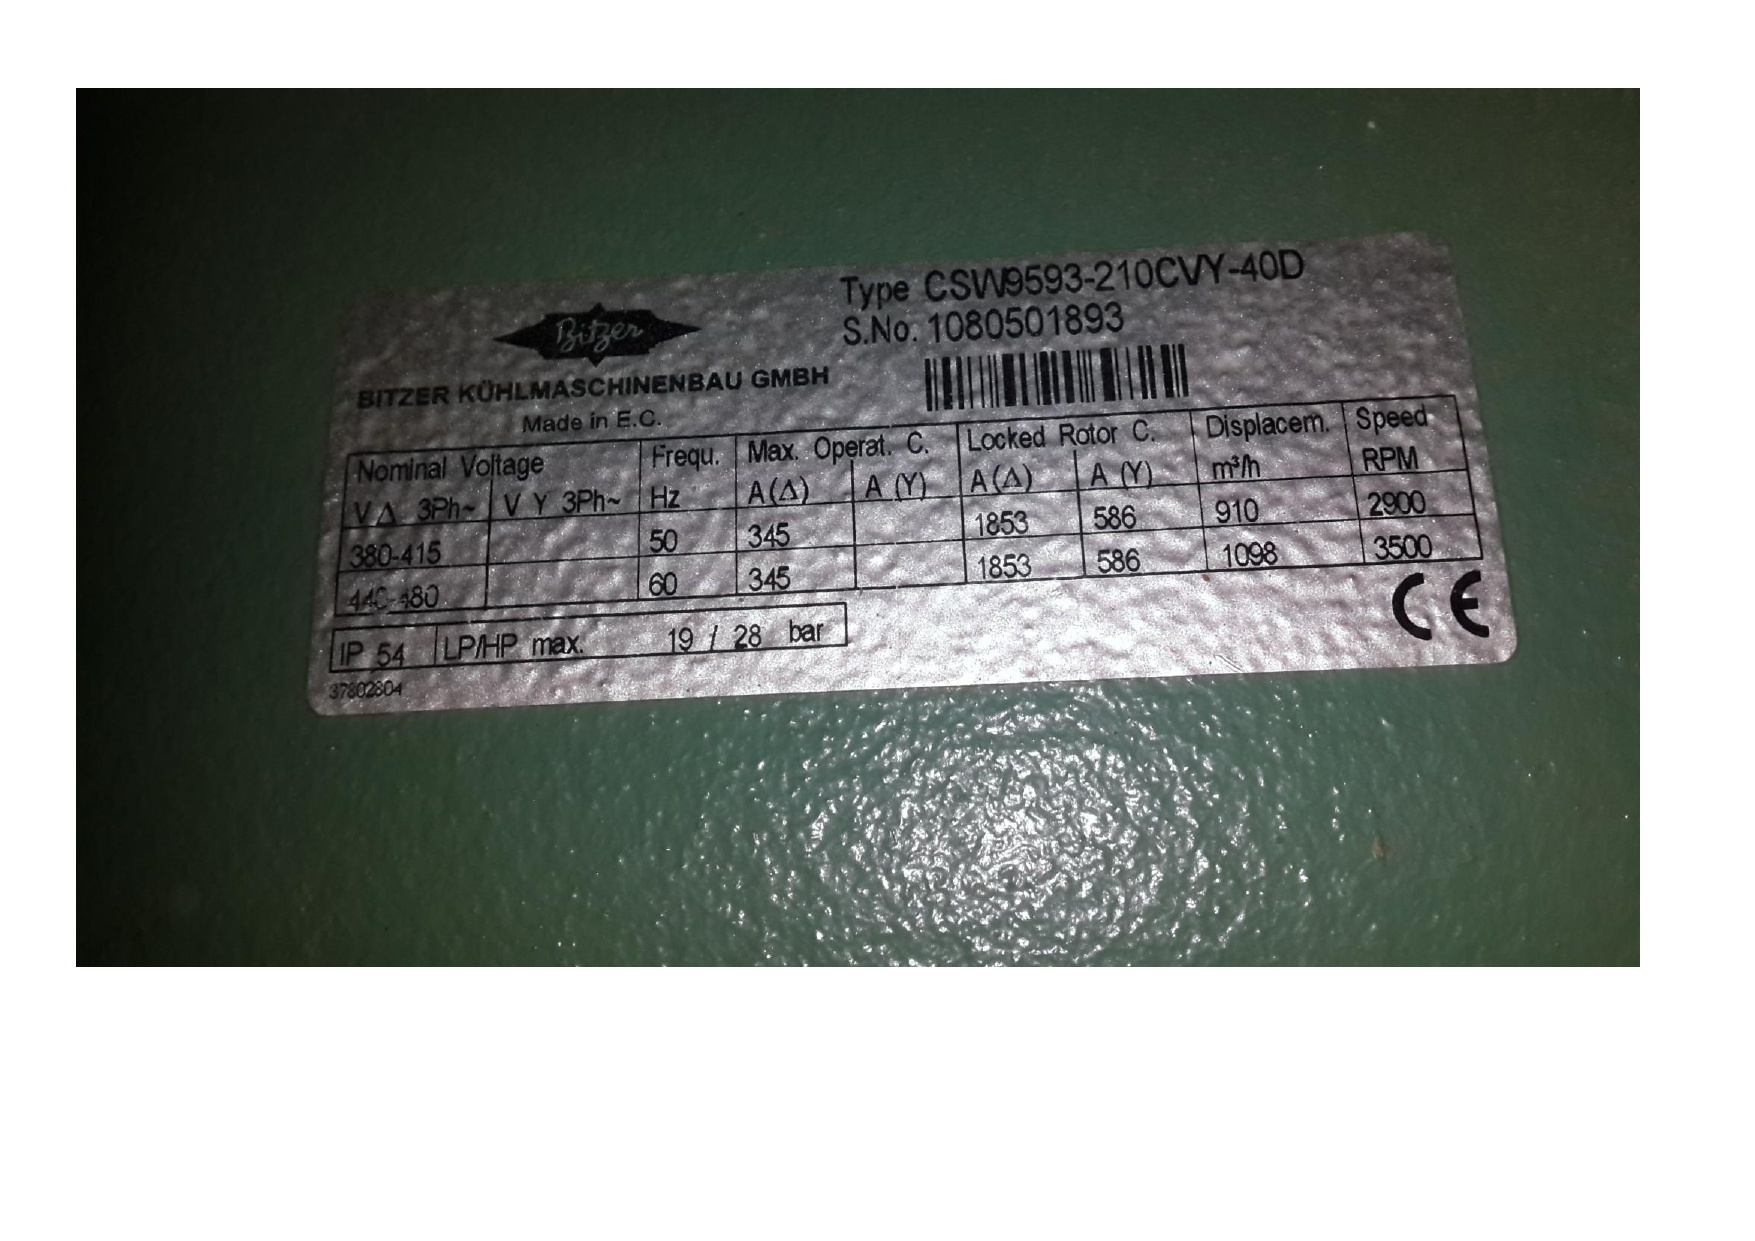 Type CSW9593-210CVY-40D
S.No. 1080501893
Bitzer
BITZER KÜHLMASCHINENBAU GMBH
Made in E.C.
Nominal Voltage Frequ. Max. Operat. C. Locked Rotor C. Displacem. Speed
V Δ 3Ph~ V Y 3Ph~ Hz A(Δ) A (Y) A(Δ) A (Y) m³/h RPM
380-415 50 345 1853 586 910 2900
440-480 60 345 1853 586 1098 3500
IP 54 LP/HP max. 19 / 28 bar
CE
37802804